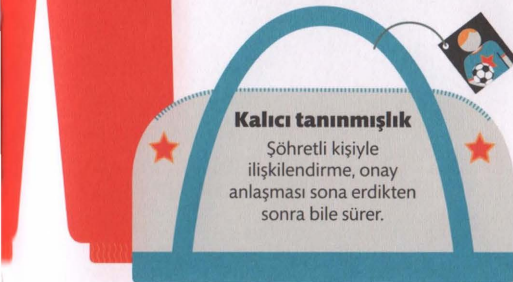 Kalıcı tanınmışlık
Şöhretli kişiyle
ilişkilendirme, onay
anlaşması sona erdikten
sonra bile sürer.